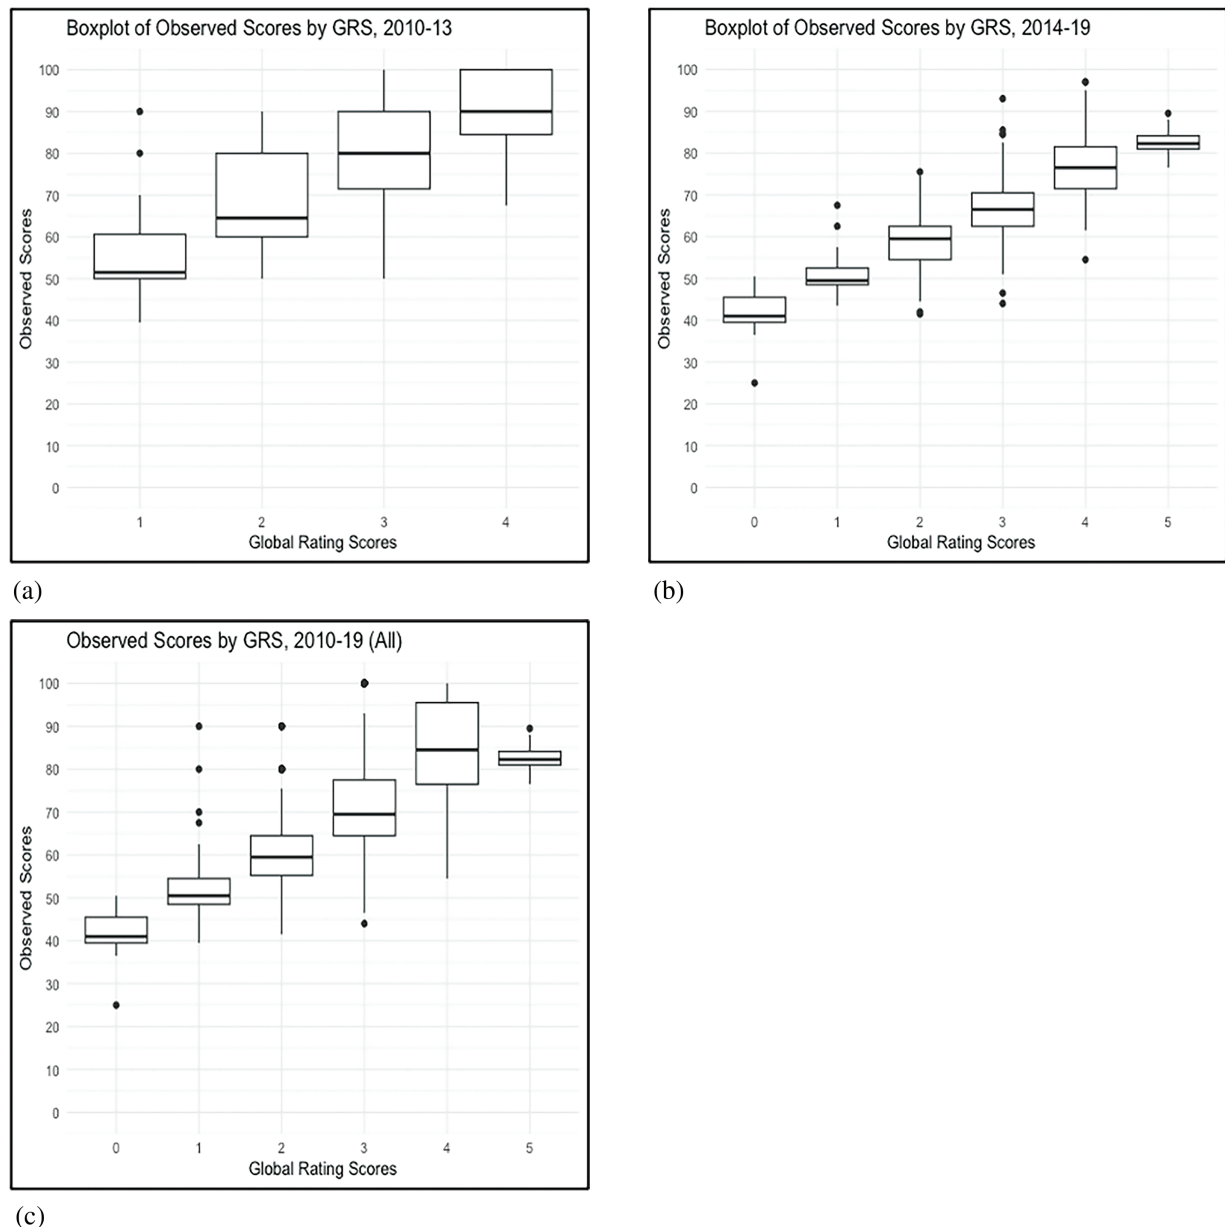 Boxplot of Observed Scores by GRS, 2010-13
100
90
80
70
60
50
40
30
20
10
0
Observed Scores
1 2 3 4
Global Rating Scores
(a)
Boxplot of Observed Scores by GRS, 2014-19
100
90
80
70
60
50
40
30
20
10
0
Observed Scores
0 1 2 3 4 5
Global Rating Scores
(b)
Observed Scores by GRS, 2010-19 (All)
100
90
80
70
60
50
40
30
20
10
0
Observed Scores
0 1 2 3 4 5
Global Rating Scores
(c)